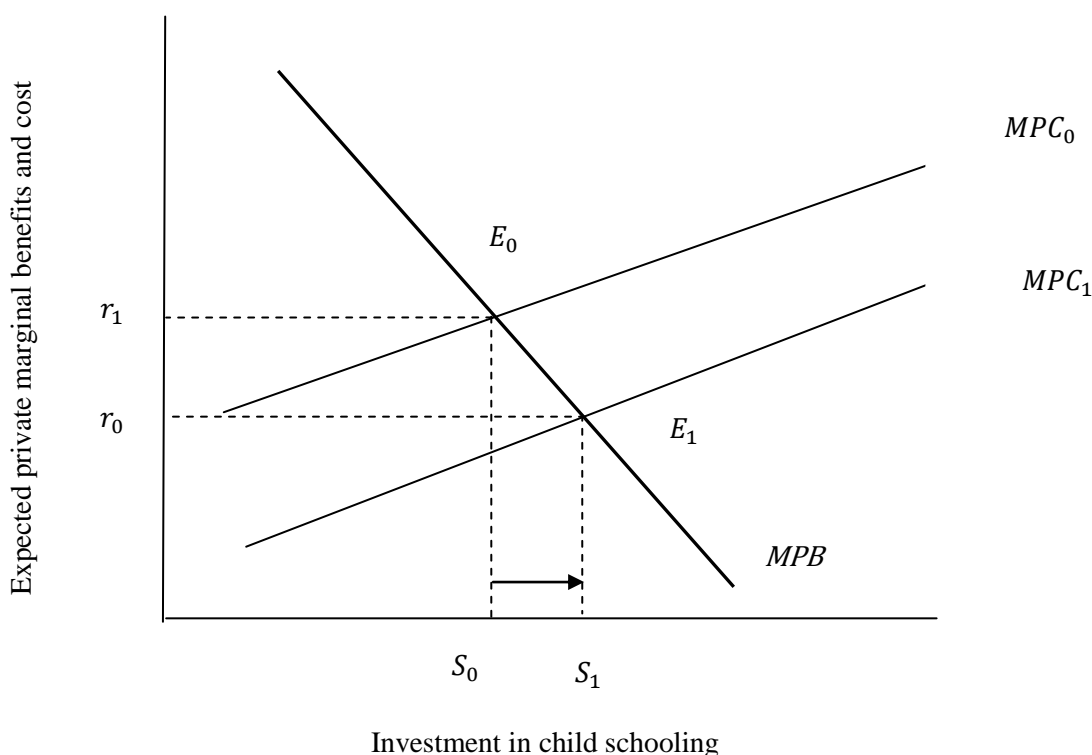 Expected private marginal benefits and cost
MPC₀
E₀
MPC₁
r₁
r₀
E₁
MPB
S₀
S₁
Investment in child schooling